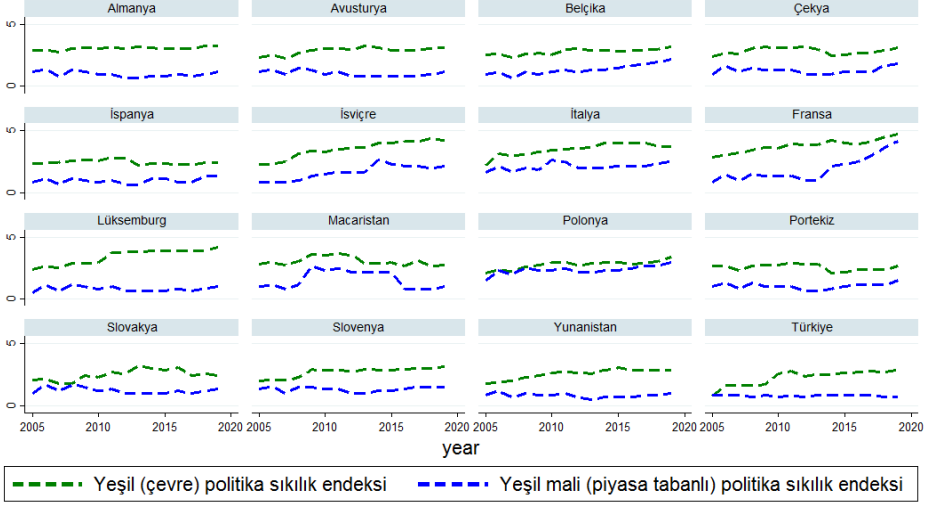 Almanya Avusturya Belçika Çekya
5
0
İspanya İsviçre İtalya Fransa
5
0
Lüksemburg Macaristan Polonya Portekiz
5
0
Slovakya Slovenya Yunanistan Türkiye
5
0
2005 2010 2015 2020 2005 2010 2015 2020 2005 2010 2015 2020 2005 2010 2015 2020
year
Yeşil (çevre) politika sıkılık endeksi Yeşil mali (piyasa tabanlı) politika sıkılık endeksi